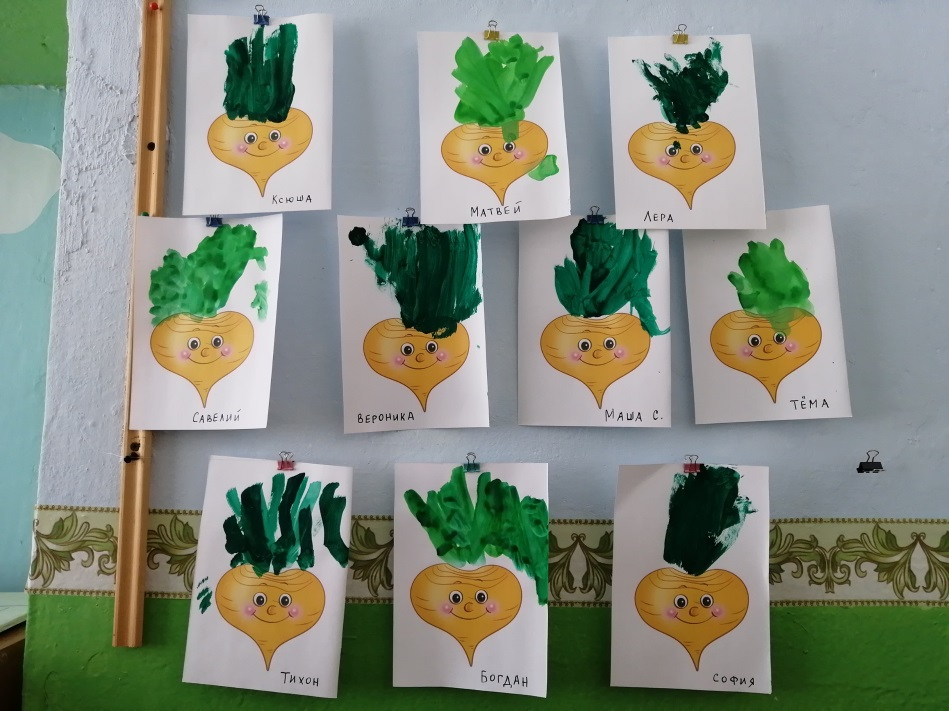 Ксюша
Матвей
Лера
Савелий
Вероника
Маша С.
Тёма
Тихон
Богдан
София